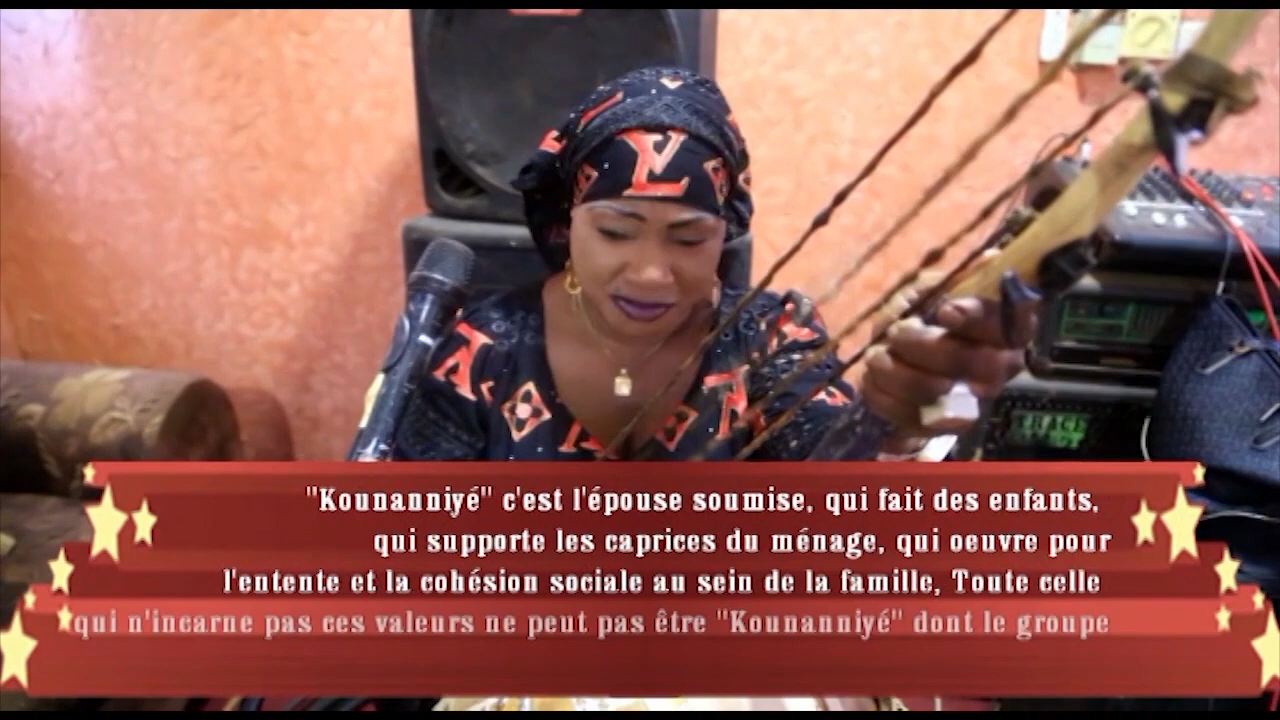 "Kounanniyé" c'est l'épouse soumise, qui fait des enfants,
qui supporte les caprices du ménage, qui oeuvre pour
l'entente et la cohésion sociale au sein de la famille, Toute celle
qui n'incarne pas ces valeurs ne peut pas être "Kounanniyé" dont le groupe